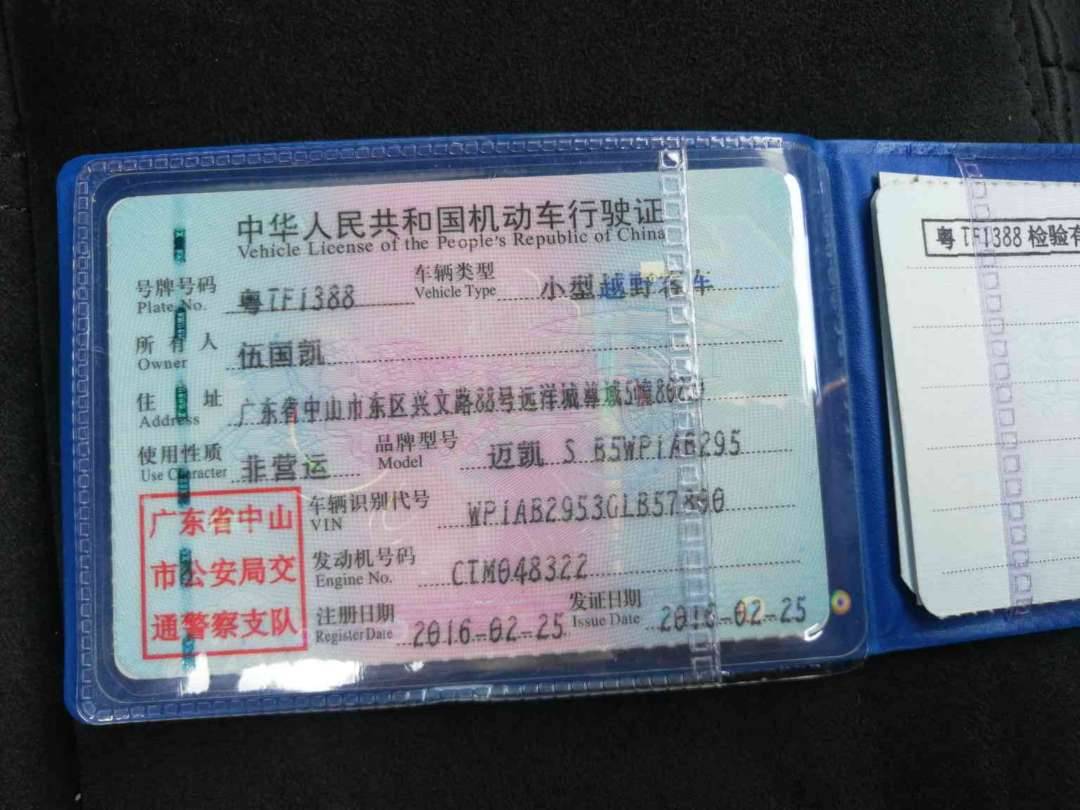 中华人民共和国机动车行驶证
Vehicle License of the People's Republic of China
号牌号码 粤TF1388 车辆类型 小型越野客车
Plate No. Vehicle Type
所有人 伍国凯
Owner
住址 广东省中山市东区兴文路88号远洋城尊域5幢
Address
使用性质 非营运 品牌型号 迈凯 S B5WP1AB295
Use Character Model
车辆识别代号
VIN
发动机号码 CTM048322
Engine No.
注册日期 2016-02-25 发证日期 2016-02-25
Register Date Issue Date
广东省中山
市公安局交
通警察支队
粤TF1388 检验有